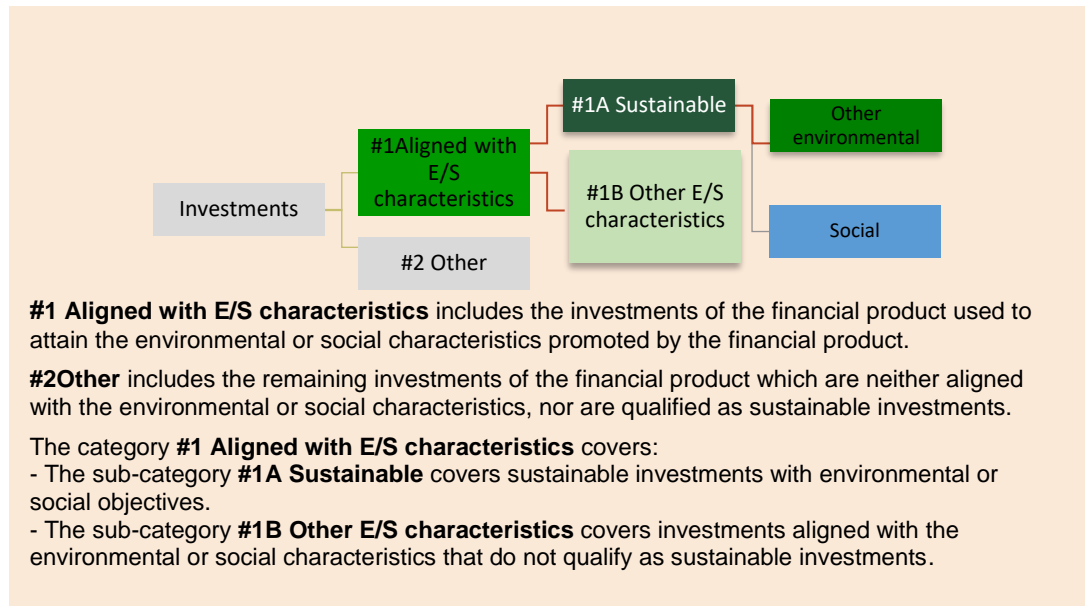 #1A Sustainable
Other
environmental
#1Aligned with
E/S
characteristics
#1B Other E/S
characteristics
Investments
Social
#2 Other
#1 Aligned with E/S characteristics includes the investments of the financial product used to
attain the environmental or social characteristics promoted by the financial product.
#2Other includes the remaining investments of the financial product which are neither aligned
with the environmental or social characteristics, nor are qualified as sustainable investments.
The category #1 Aligned with E/S characteristics covers:
- The sub-category #1A Sustainable covers sustainable investments with environmental or
social objectives.
- The sub-category #1B Other E/S characteristics covers investments aligned with the
environmental or social characteristics that do not qualify as sustainable investments.